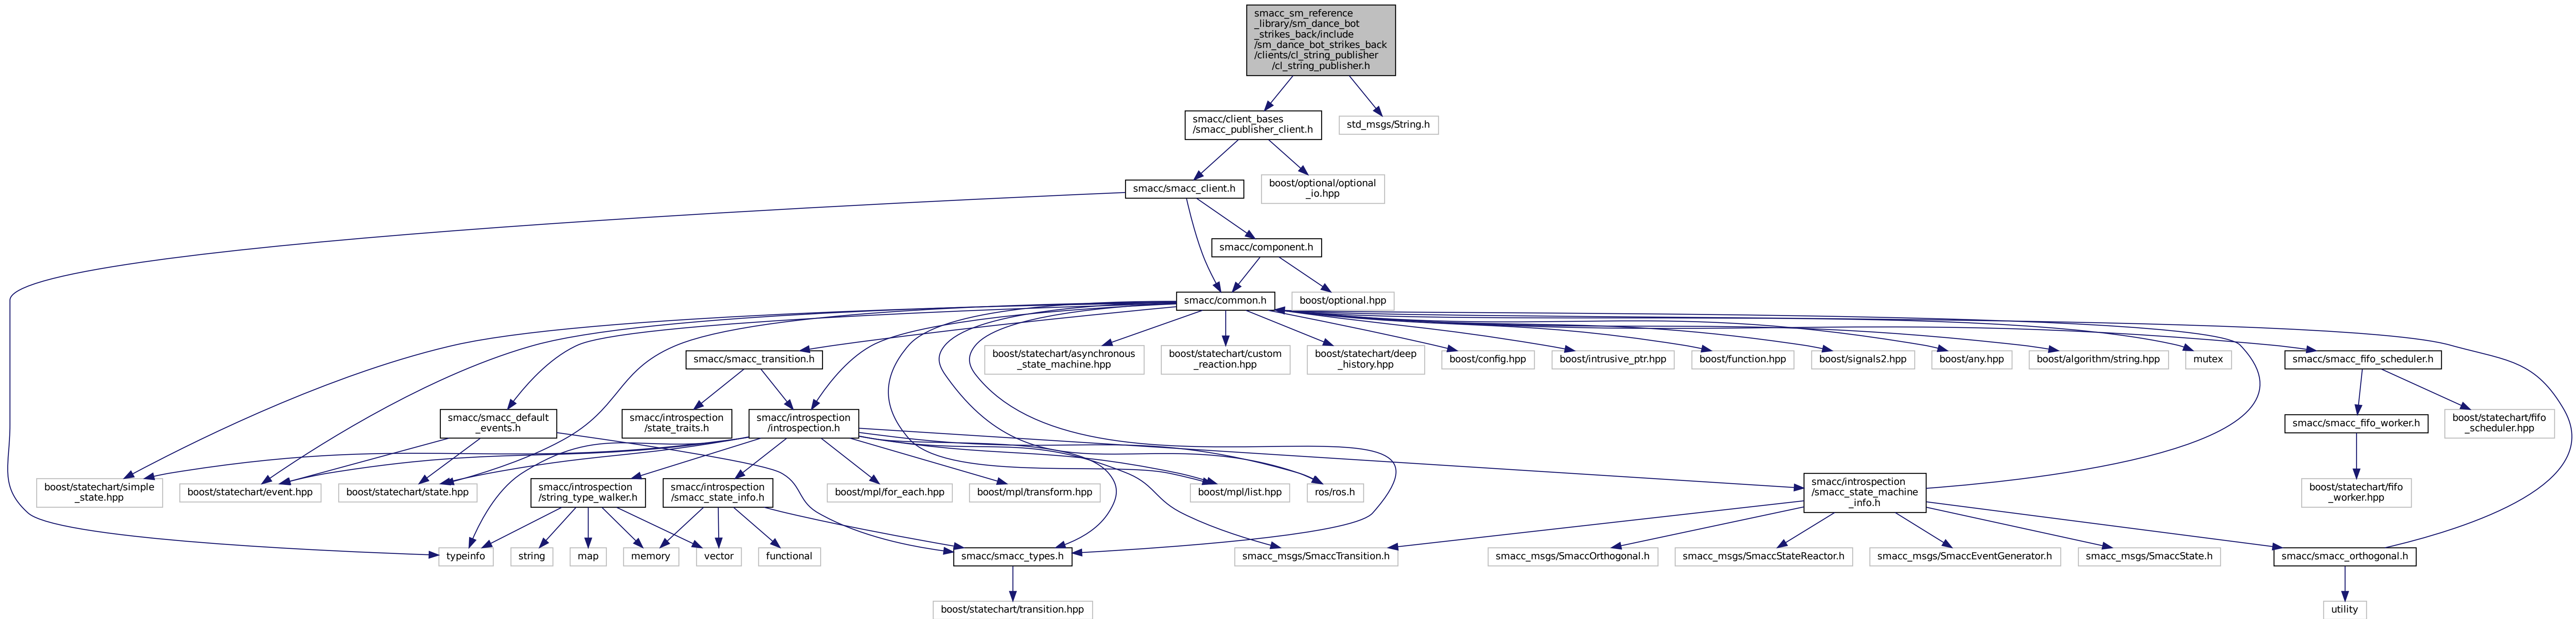 smacc_sm_reference
_library/sm_dance_bot
_strikes_back/include
/sm_dance_bot_strikes_back
/clients/cl_string_publisher
/cl_string_publisher.h
smacc/client_bases
/smacc_publisher_client.h
std_msgs/String.h
smacc/smacc_client.h
boost/optional/optional
_io.hpp
smacc/component.h
smacc/common.h
boost/optional.hpp
smacc/smacc_transition.h
boost/statechart/asynchronous
_state_machine.hpp
boost/statechart/custom
_reaction.hpp
boost/statechart/deep
_history.hpp
boost/config.hpp
boost/intrusive_ptr.hpp
boost/function.hpp
boost/signals2.hpp
boost/any.hpp
boost/algorithm/string.hpp
mutex
smacc/smacc_fifo_scheduler.h
smacc/smacc_default
_events.h
smacc/introspection
/state_traits.h
smacc/introspection
/introspection.h
smacc/smacc_fifo_worker.h
boost/statechart/fifo
_scheduler.hpp
boost/statechart/simple
_state.hpp
boost/statechart/event.hpp
boost/statechart/state.hpp
smacc/introspection
/string_type_walker.h
smacc/introspection
/smacc_state_info.h
boost/mpl/for_each.hpp
boost/mpl/transform.hpp
boost/mpl/list.hpp
ros/ros.h
smacc/introspection
/smacc_state_machine
_info.h
boost/statechart/fifo
_worker.hpp
typeinfo
string
map
memory
vector
functional
smacc/smacc_types.h
smacc_msgs/SmaccTransition.h
smacc_msgs/SmaccOrthogonal.h
smacc_msgs/SmaccStateReactor.h
smacc_msgs/SmaccEventGenerator.h
smacc_msgs/SmaccState.h
smacc/smacc_orthogonal.h
boost/statechart/transition.hpp
utility